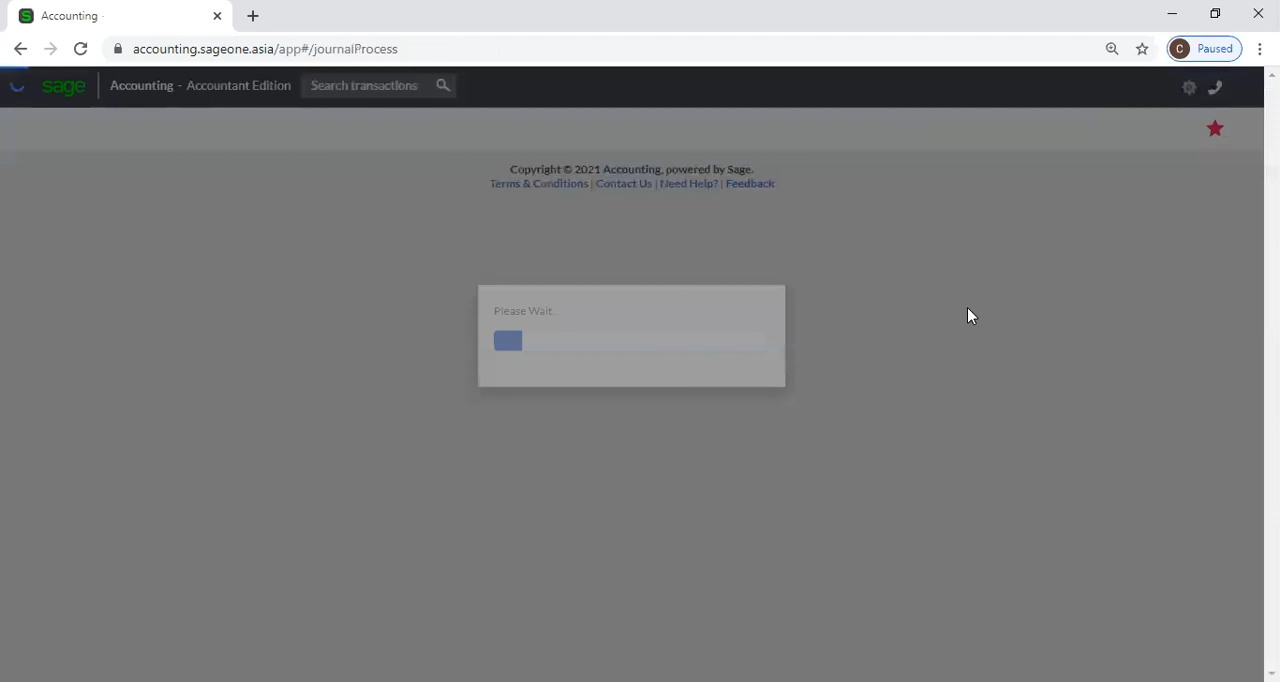 Accounting ·
accounting.sageone.asia/app#/journalProcess
C Paused
sage Accounting - Accountant Edition Search transactions
Copyright © 2021 Accounting, powered by Sage.
Terms & Conditions | Contact Us | Need Help? | Feedback
Please Wait..